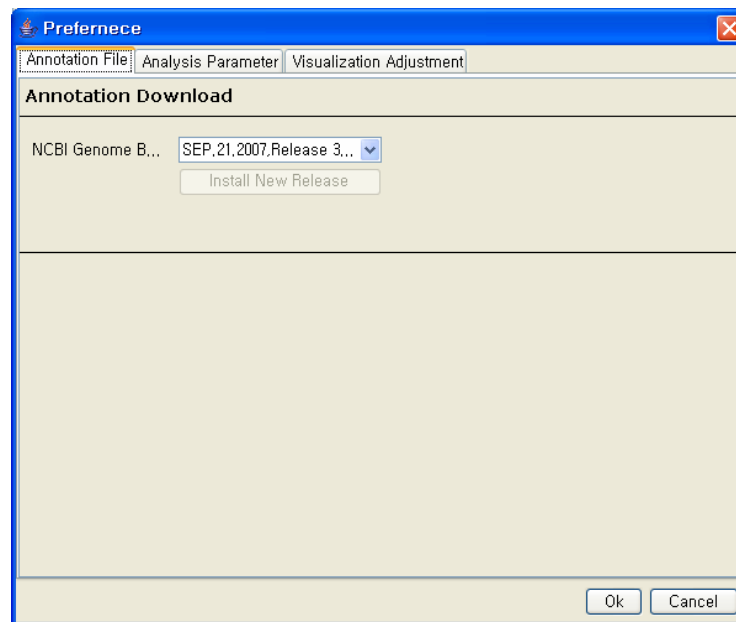 Prefernece
Annotation File Analysis Parameter Visualization Adjustment
Annotation Download
NCBI Genome B,,, SEP,21,2007,Release 3,,,
Install New Release
Ok Cancel